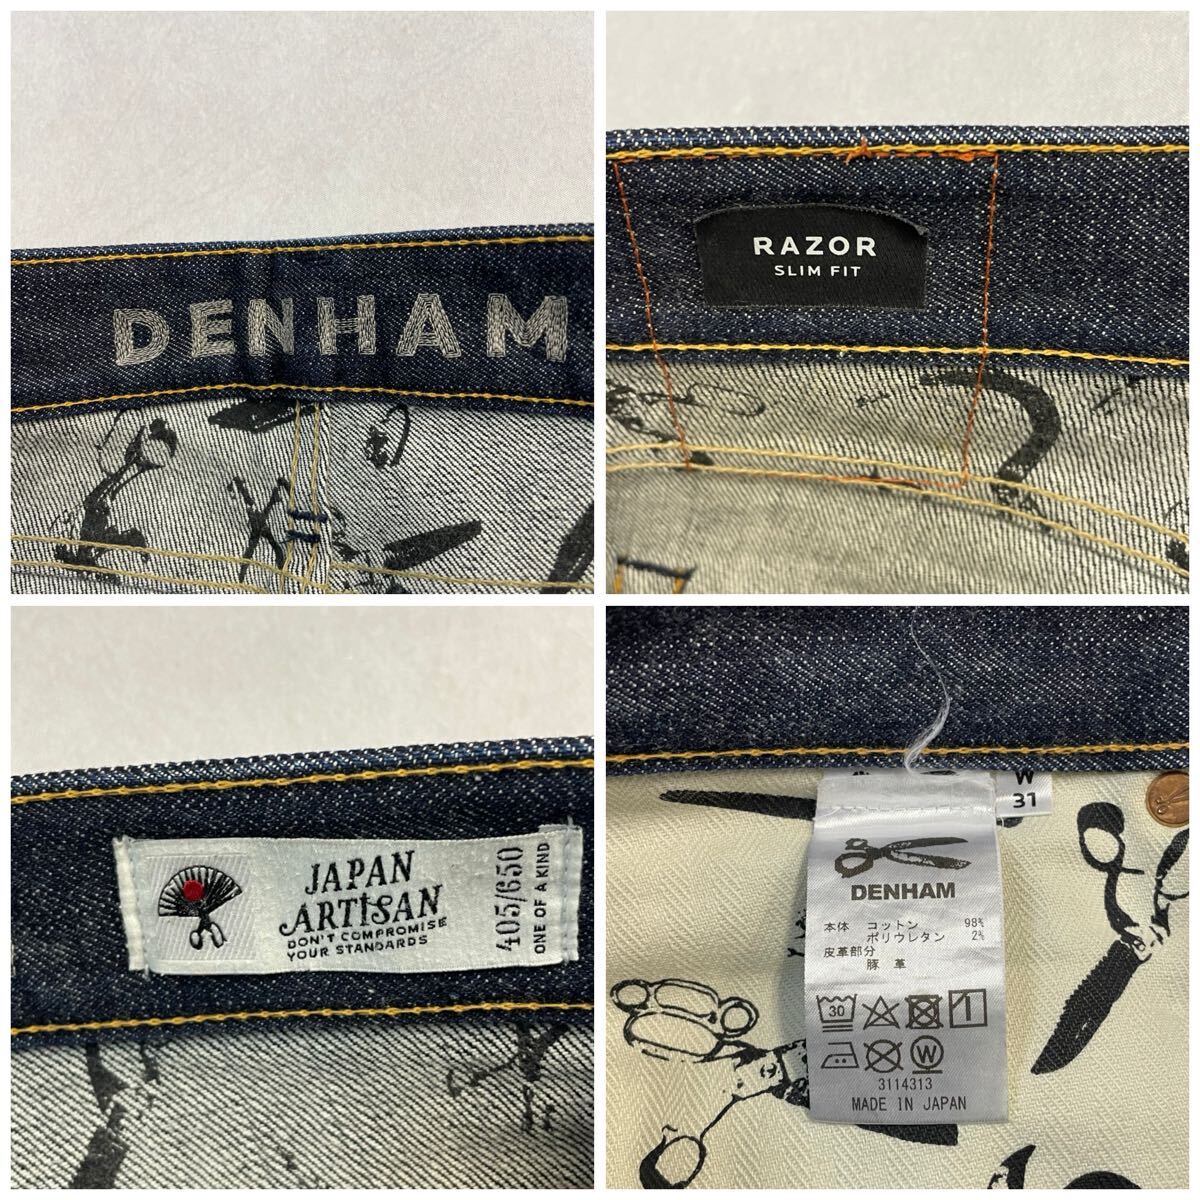 DENHAM
RAZOR
SLIM FIT
JAPAN
ARTISAN
DON'T COMPROMISE
YOUR STANDARDS
405/650
ONE OF A KIND
W
31
DENHAM
本体 コットン 98%
ポリウレタン 2%
皮革部分
豚 革
30
W
3114313
MADE IN JAPAN